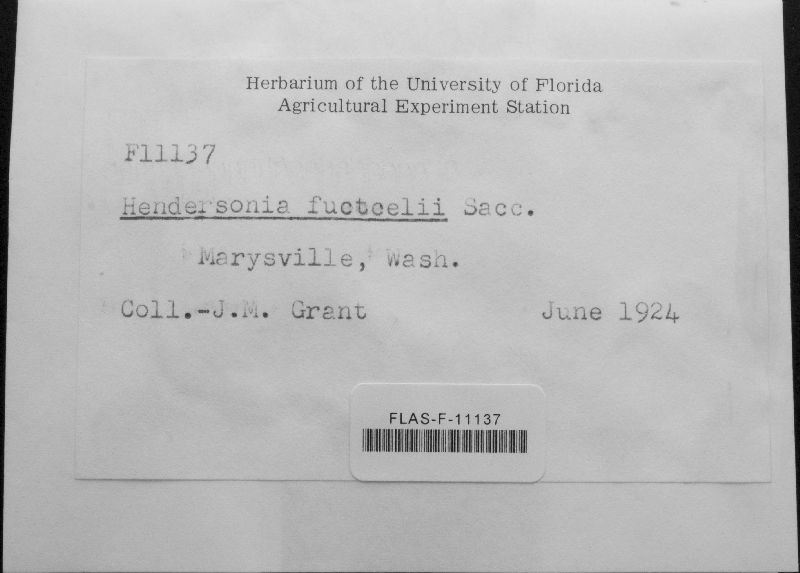 Herbarium of the University of Florida
Agricultural Experiment Station
F11137
Hendersonia fuctcelii Sacc.
Marysville, Wash.
Coll.-J.M. Grant June 1924
FLAS-F-11137